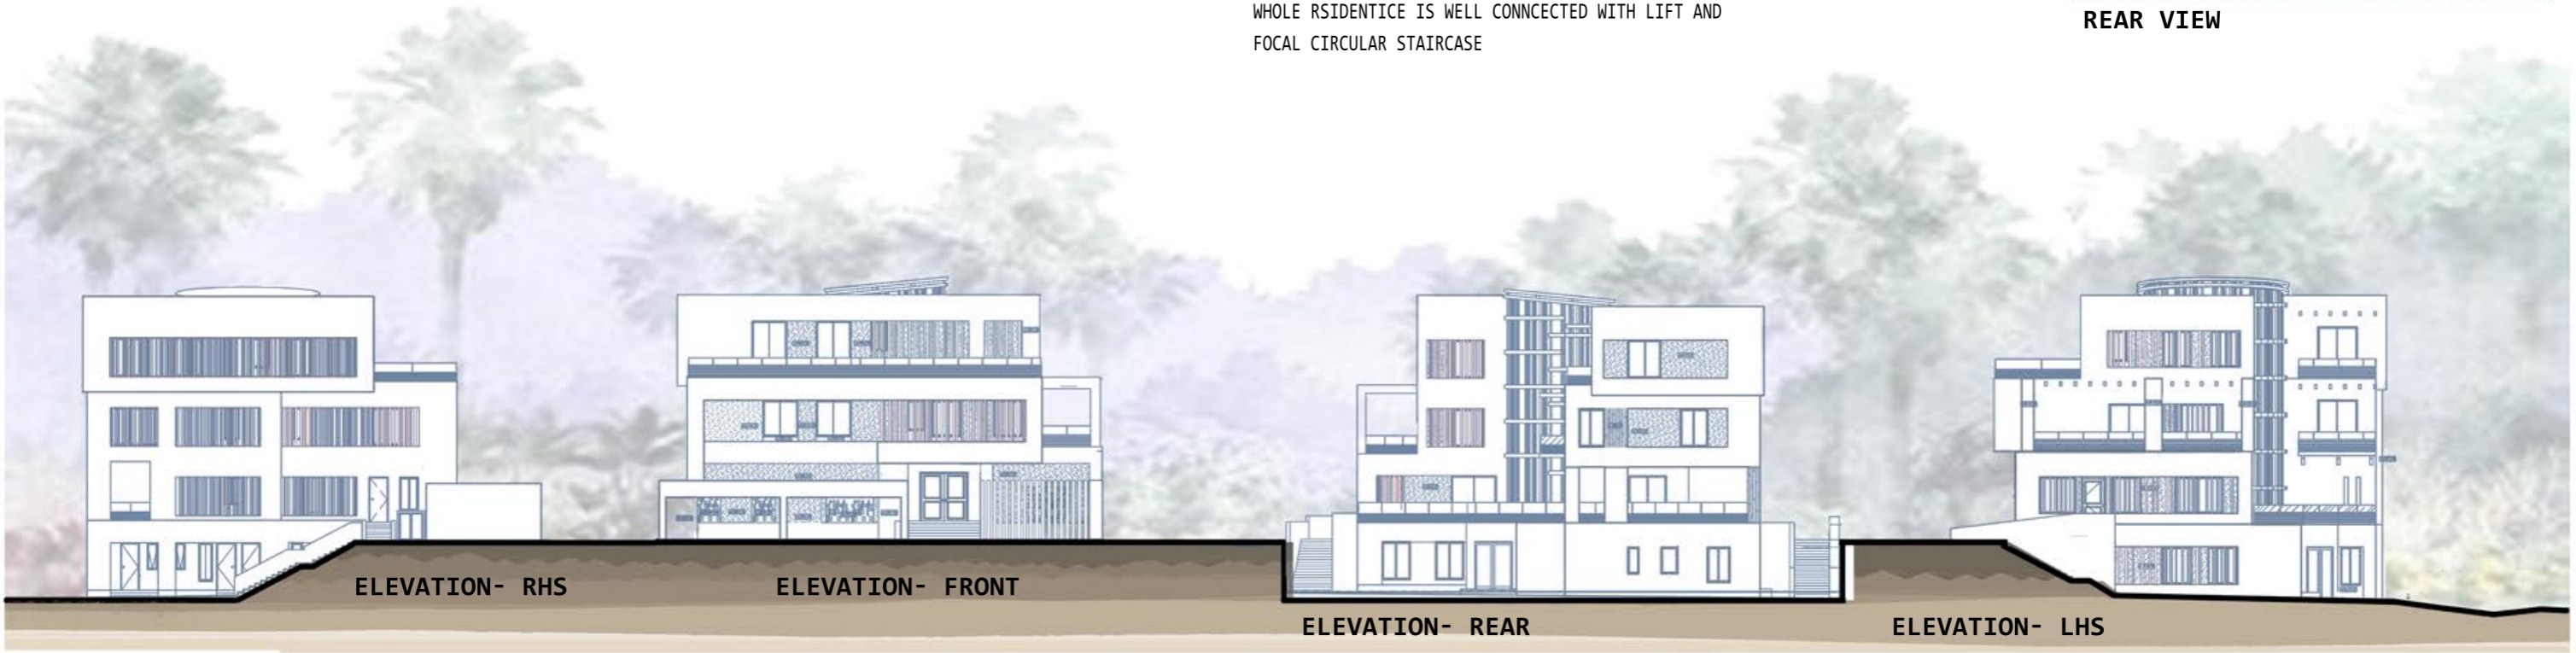 WHOLE RSIDENTICE IS WELL CONNCECTED WITH LIFT AND
FOCAL CIRCULAR STAIRCASE
REAR VIEW
ELEVATION- RHS
ELEVATION- FRONT
ELEVATION- REAR
ELEVATION- LHS